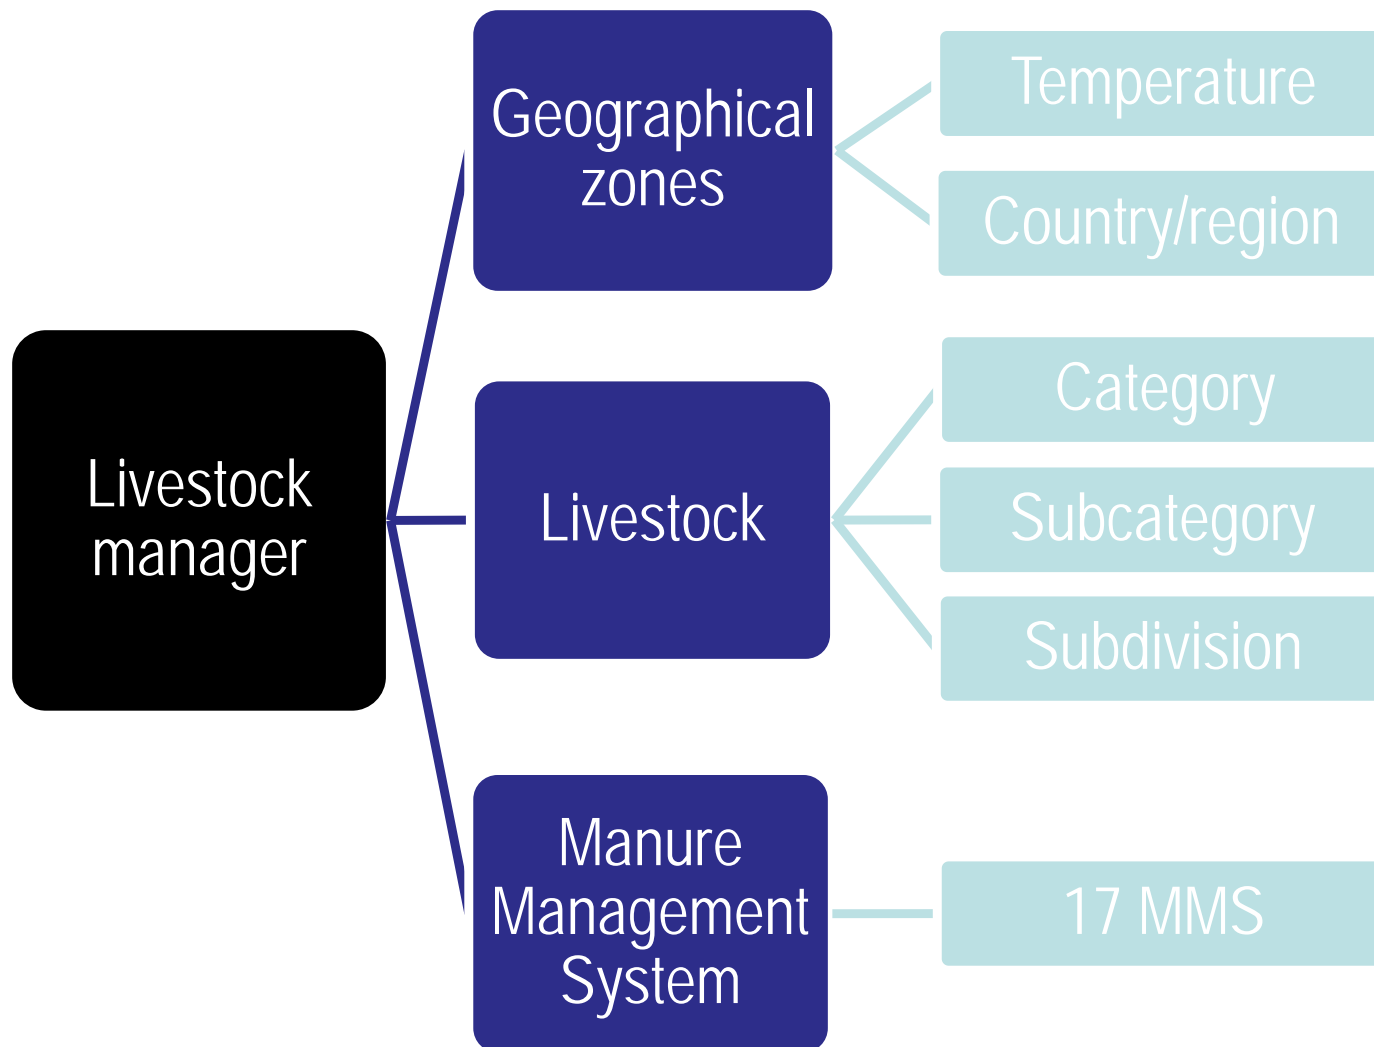 Geographical
zones
Temperature
Country/region
Livestock
manager
Livestock
Category
Subcategory
Subdivision
Manure
Management
System
17 MMS